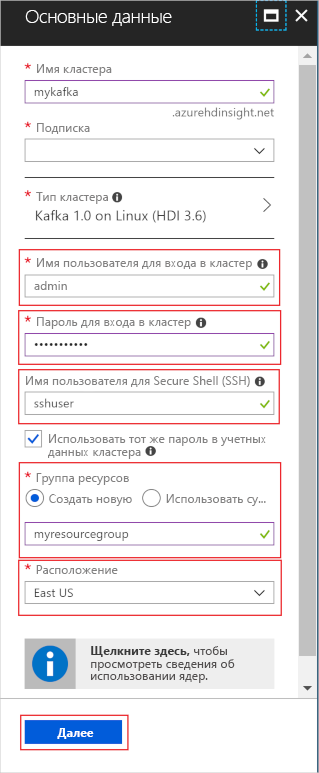 Основные данные
* Имя кластера
mykafka
.azurehdinsight.net
* Подписка
* Тип кластера
Kafka 1.0 on Linux (HDI 3.6)
* Имя пользователя для входа в кластер
admin
* Пароль для входа в кластер
•••••••••••
Имя пользователя для Secure Shell (SSH)
sshuser
Использовать тот же пароль в учетных
данных кластера
* Группа ресурсов
Создать новую Использовать су...
myresourcegroup
* Расположение
East US
Щелкните здесь, чтобы
просмотреть сведения об
использовании ядер.
Далее